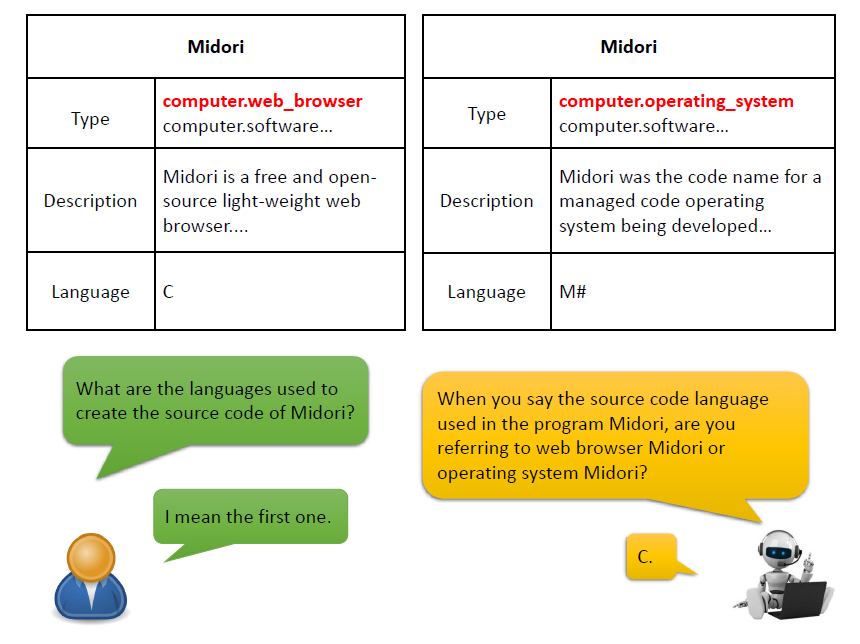 Midori
Type
computer.web_browser
computer.software...
Description
Midori is a free and open-
source light-weight web
browser....
Language
C
Midori
Type
computer.operating_system
computer.software...
Description
Midori was the code name for a
managed code operating
system being developed...
Language
M#
What are the languages used to
create the source code of Midori?
When you say the source code language
used in the program Midori, are you
referring to web browser Midori or
operating system Midori?
I mean the first one.
C.